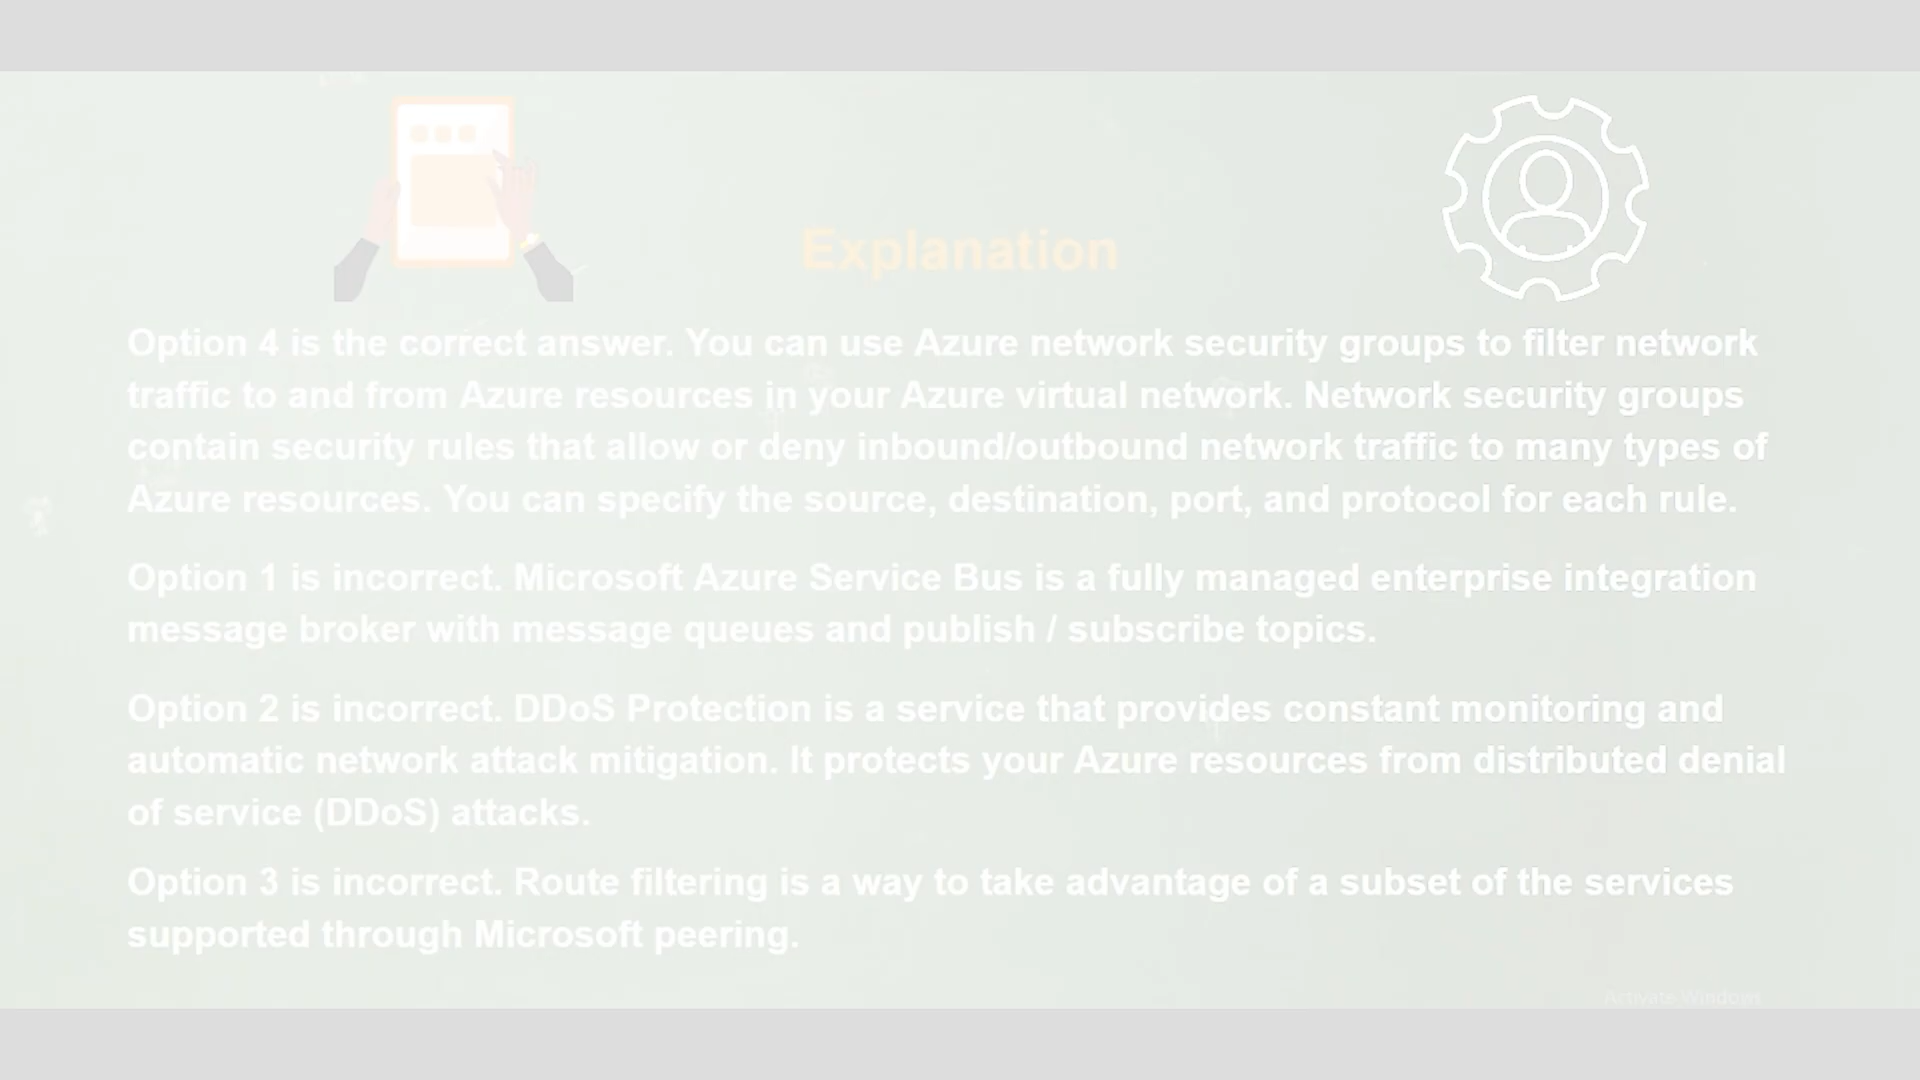 Explanation
Option 4 is the correct answer. You can use Azure network security groups to filter network
traffic to and from Azure resources in your Azure virtual network. Network security groups
contain security rules that allow or deny inbound/outbound network traffic to many types of
Azure resources. You can specify the source, destination, port, and protocol for each rule.
Option 1 is incorrect. Microsoft Azure Service Bus is a fully managed enterprise integration
message broker with message queues and publish / subscribe topics.
Option 2 is incorrect. DDoS Protection is a service that provides constant monitoring and
automatic network attack mitigation. It protects your Azure resources from distributed denial
of service (DDoS) attacks.
Option 3 is incorrect. Route filtering is a way to take advantage of a subset of the services
supported through Microsoft peering.
Activate Windows